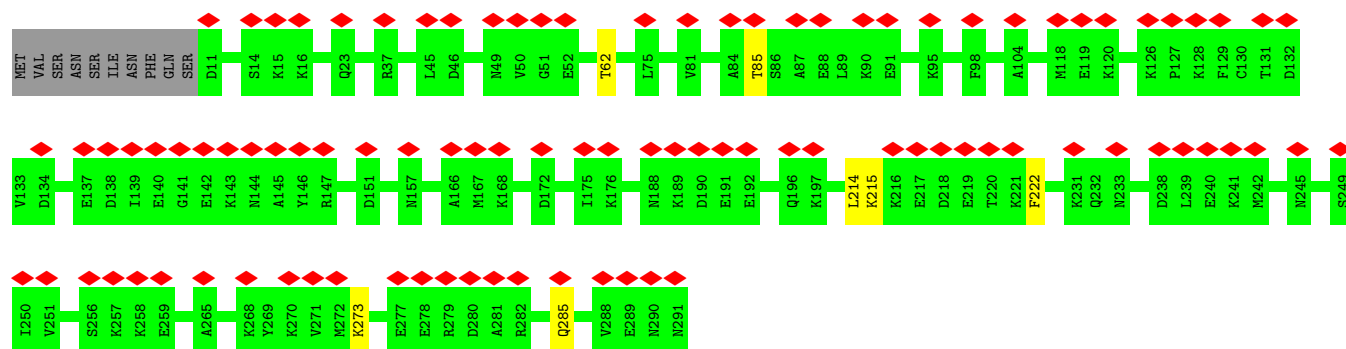 MET VAL SER ASN SER ILE ASN PHE GLN SER D11 S14 K15 K16 Q23 R37 L45 D46 N49 V50 G51 E52 T62 L75 V81 A84 T85 S86 A87 E88 L89 K90 E91 K95 F98 A104 M118 E119 K120 K126 P127 K128 F129 C130 T131 D132
V133 D134 E137 D138 I139 E140 G141 E142 K143 N144 A145 Y146 R147 D151 N157 A166 M167 K168 D172 I175 K176 N188 K189 D190 E191 E192 Q196 K197 L214 K215 K216 E217 D218 E219 T220 K221 F222 K231 Q232 N233 D238 L239 E240 K241 M242 N245 S249
I250 V251 S256 K257 K258 E259 A265 K268 Y269 K270 V271 M272 K273 E277 E278 R279 D280 A281 R282 Q285 V288 E289 N290 N291